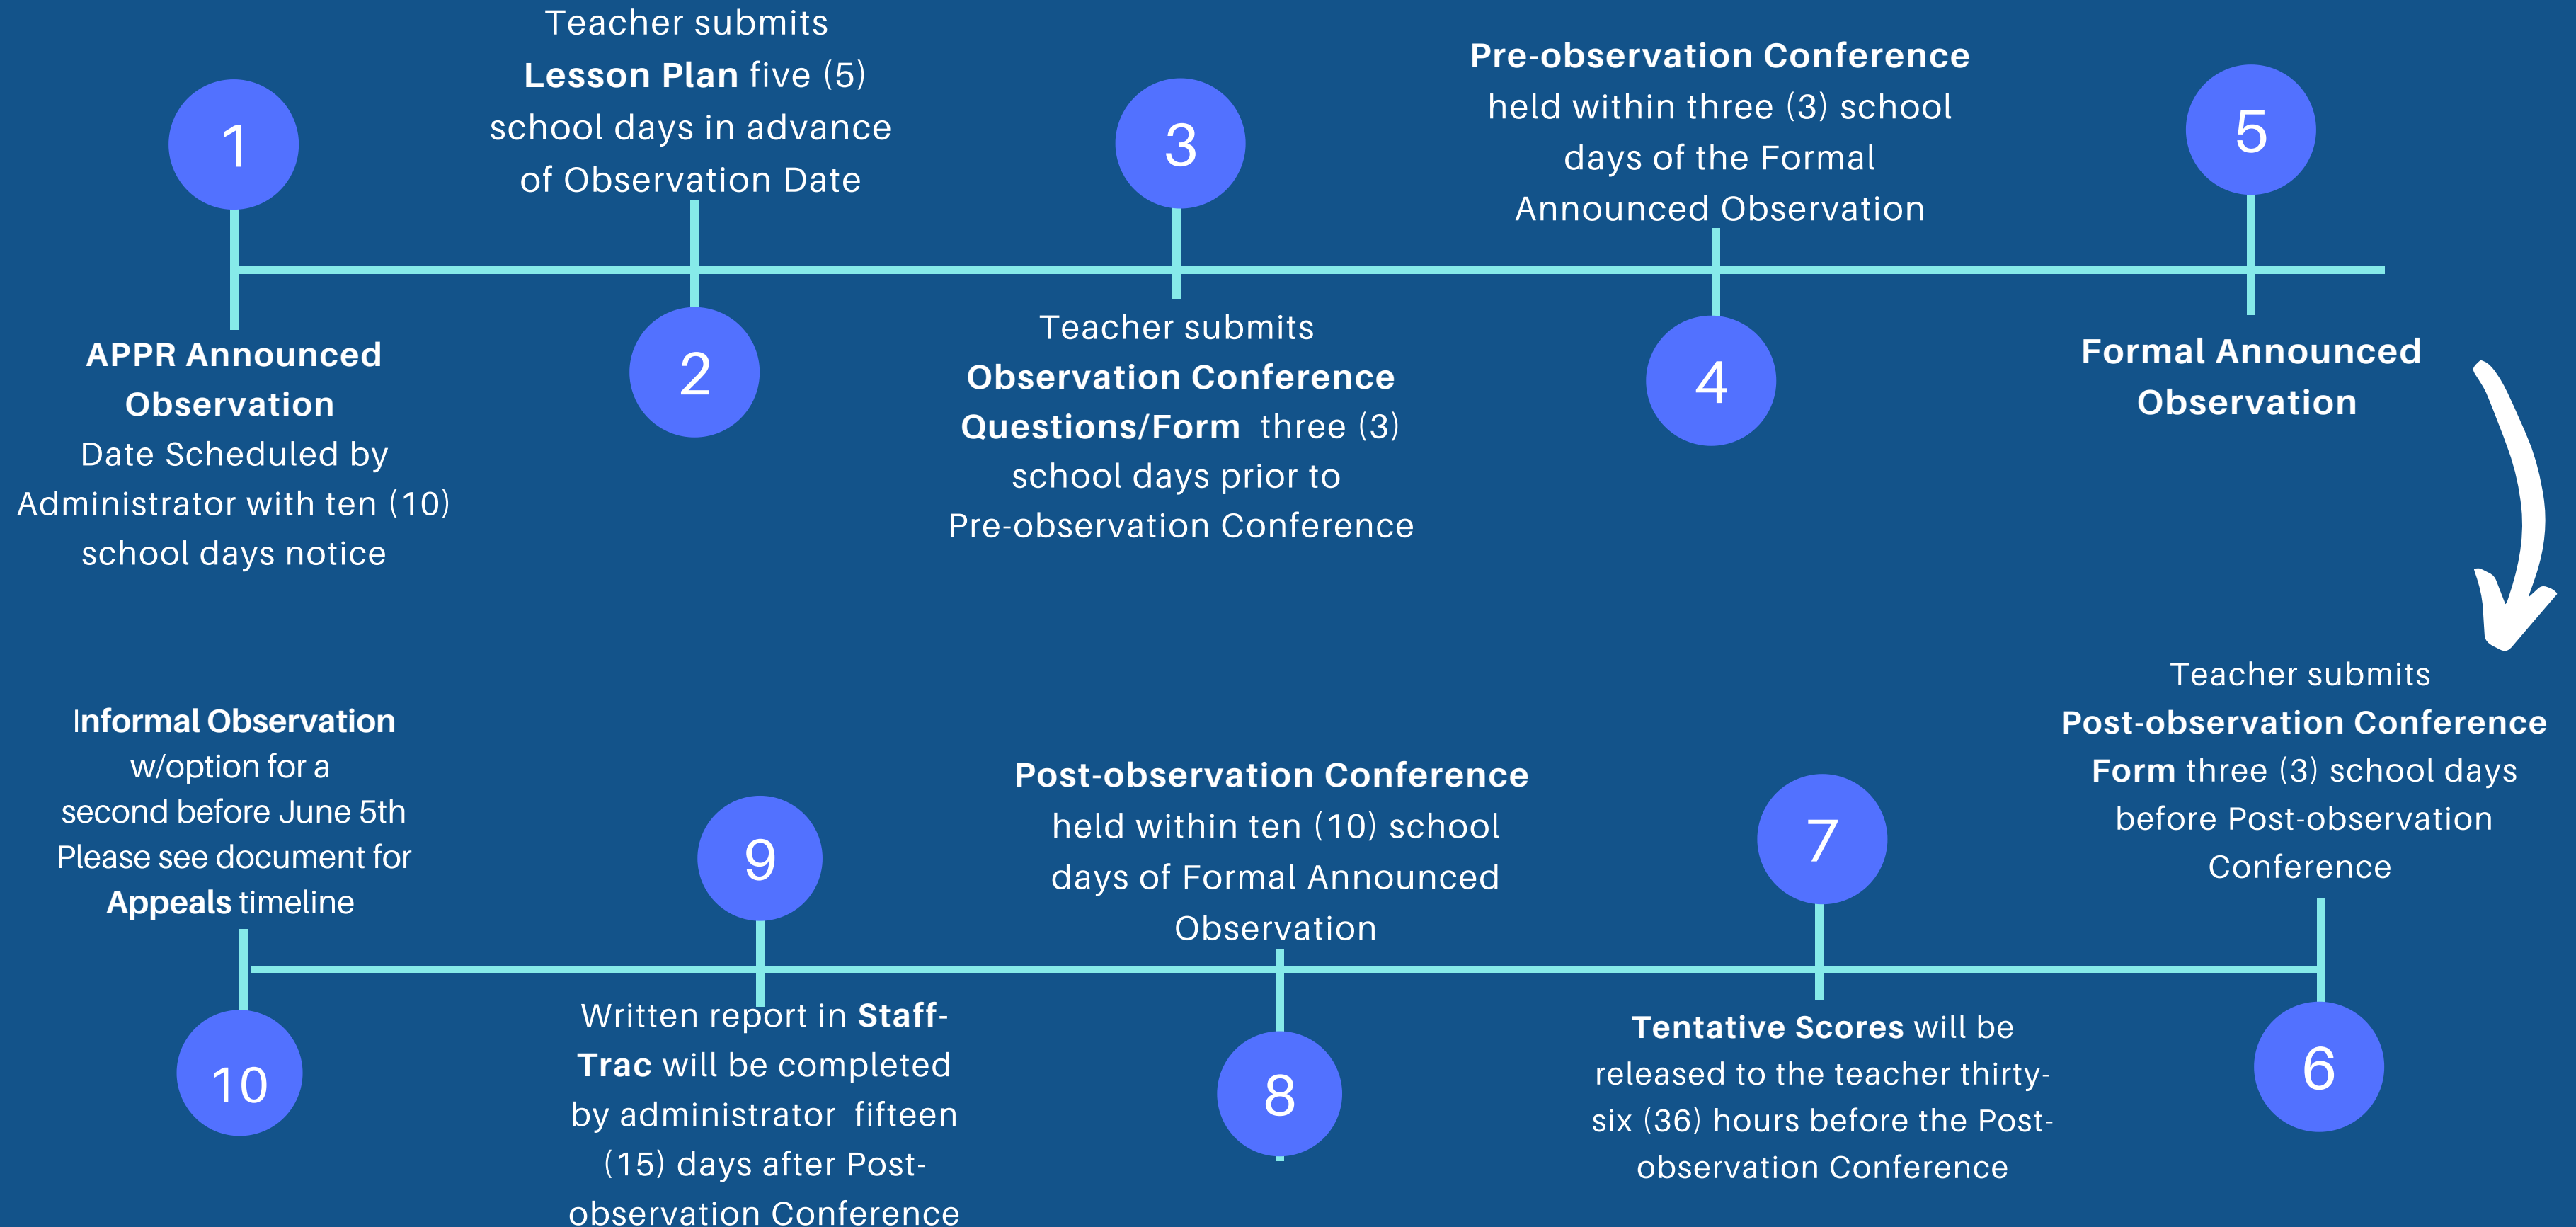 1
APPR Announced
Observation
Date Scheduled by
Administrator with ten (10)
school days notice
Teacher submits
Lesson Plan five (5)
school days in advance
of Observation Date
2
3
Teacher submits
Observation Conference
Questions/Form three (3)
school days prior to
Pre-observation Conference
Pre-observation Conference
held within three (3) school
days of the Formal
Announced Observation
4
5
Formal Announced
Observation
Teacher submits
Post-observation Conference
Form three (3) school days
before Post-observation
Conference
6
7
Tentative Scores will be
released to the teacher thirty-
six (36) hours before the Post-
observation Conference
Post-observation Conference
held within ten (10) school
days of Formal Announced
Observation
8
9
Written report in Staff-
Trac will be completed
by administrator fifteen
(15) days after Post-
observation Conference
Informal Observation
w/option for a
second before June 5th
Please see document for
Appeals timeline
10